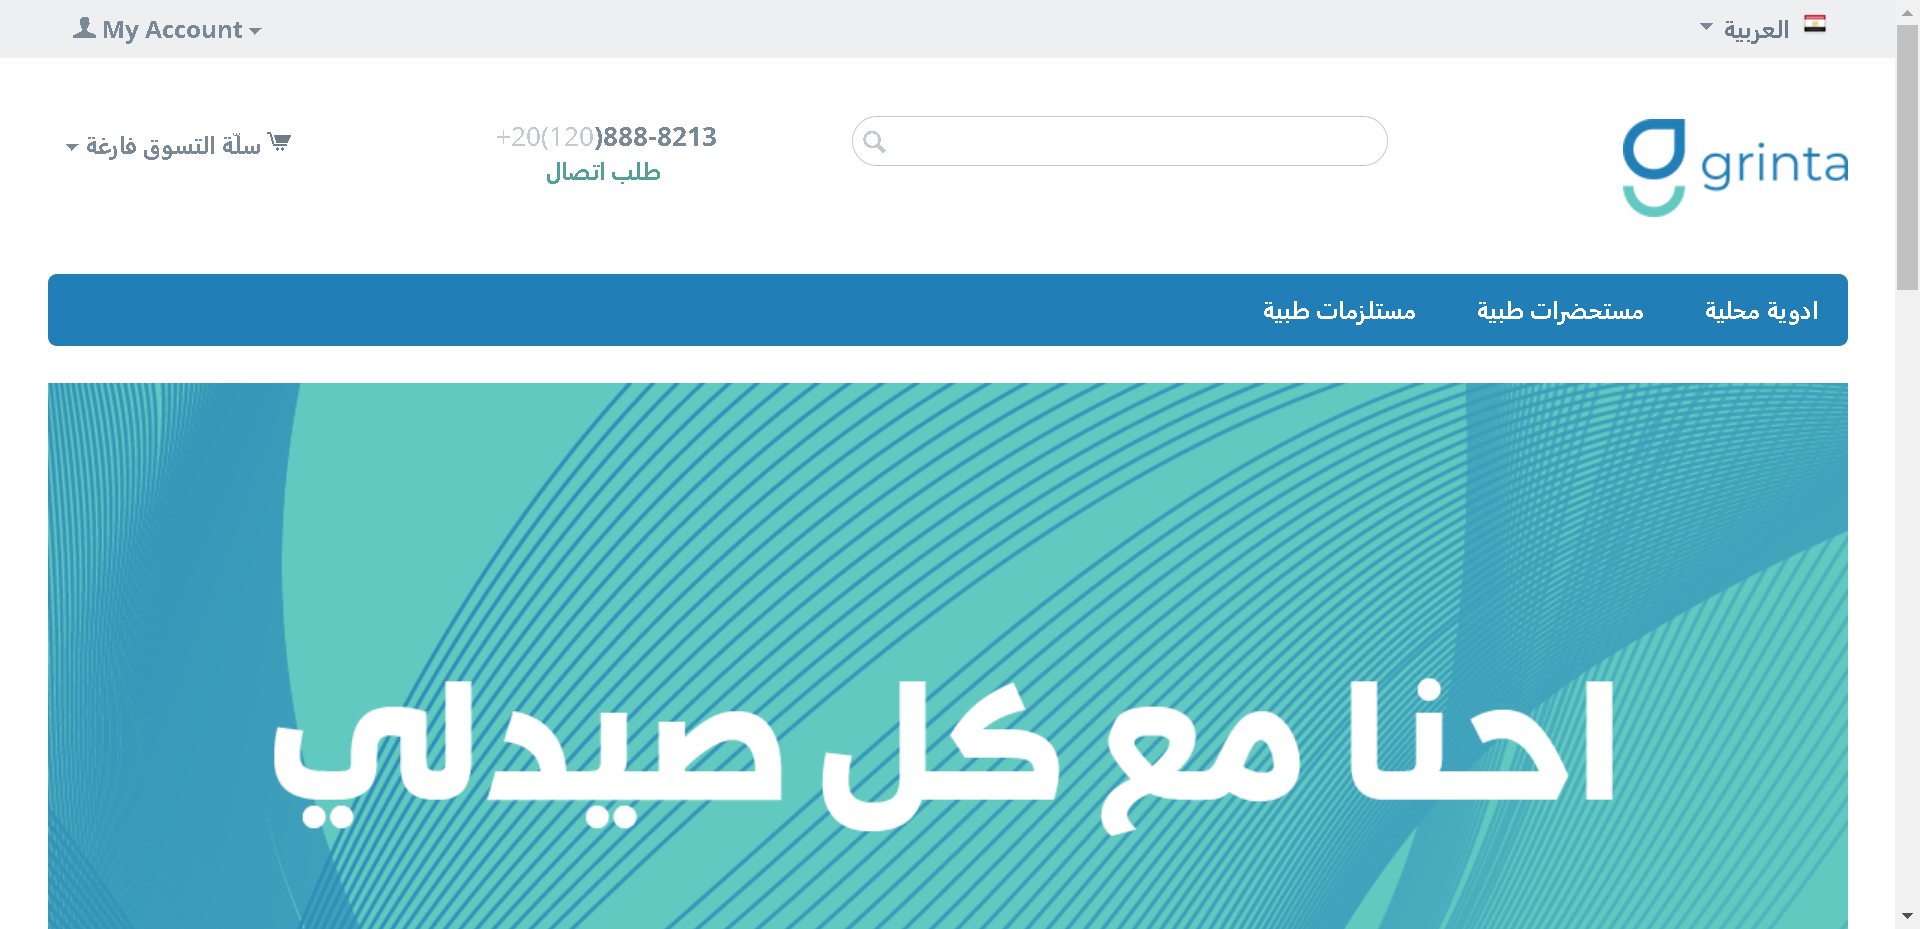 العربية
My Account
grinta
+20(120)888-8213
طلب اتصال
سلّة التسوق فارغة
ادوية محلية
مستحضرات طبية
مستلزمات طبية
احنا مع كل صيدلي